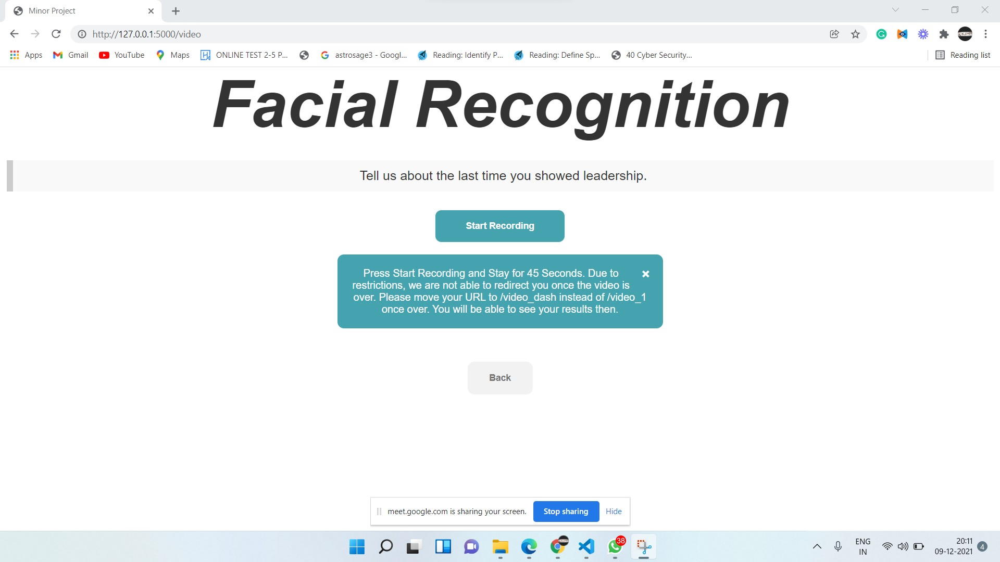 Minor Project
http://127.0.0.1:5000/video
Apps Gmail YouTube Maps ONLINE TEST 2-5 P... astrosage3 - Googl... Reading: Identify P... Reading: Define Sp... 40 Cyber Security... Reading list
Facial Recognition
Tell us about the last time you showed leadership.
Start Recording
Press Start Recording and Stay for 45 Seconds. Due to
restrictions, we are not able to redirect you once the video is
over. Please move your URL to /video_dash instead of /video_1
once over. You will be able to see your results then.
Back
meet.google.com is sharing your screen. Stop sharing Hide
38
ENG
IN
20:11
09-12-2021
4